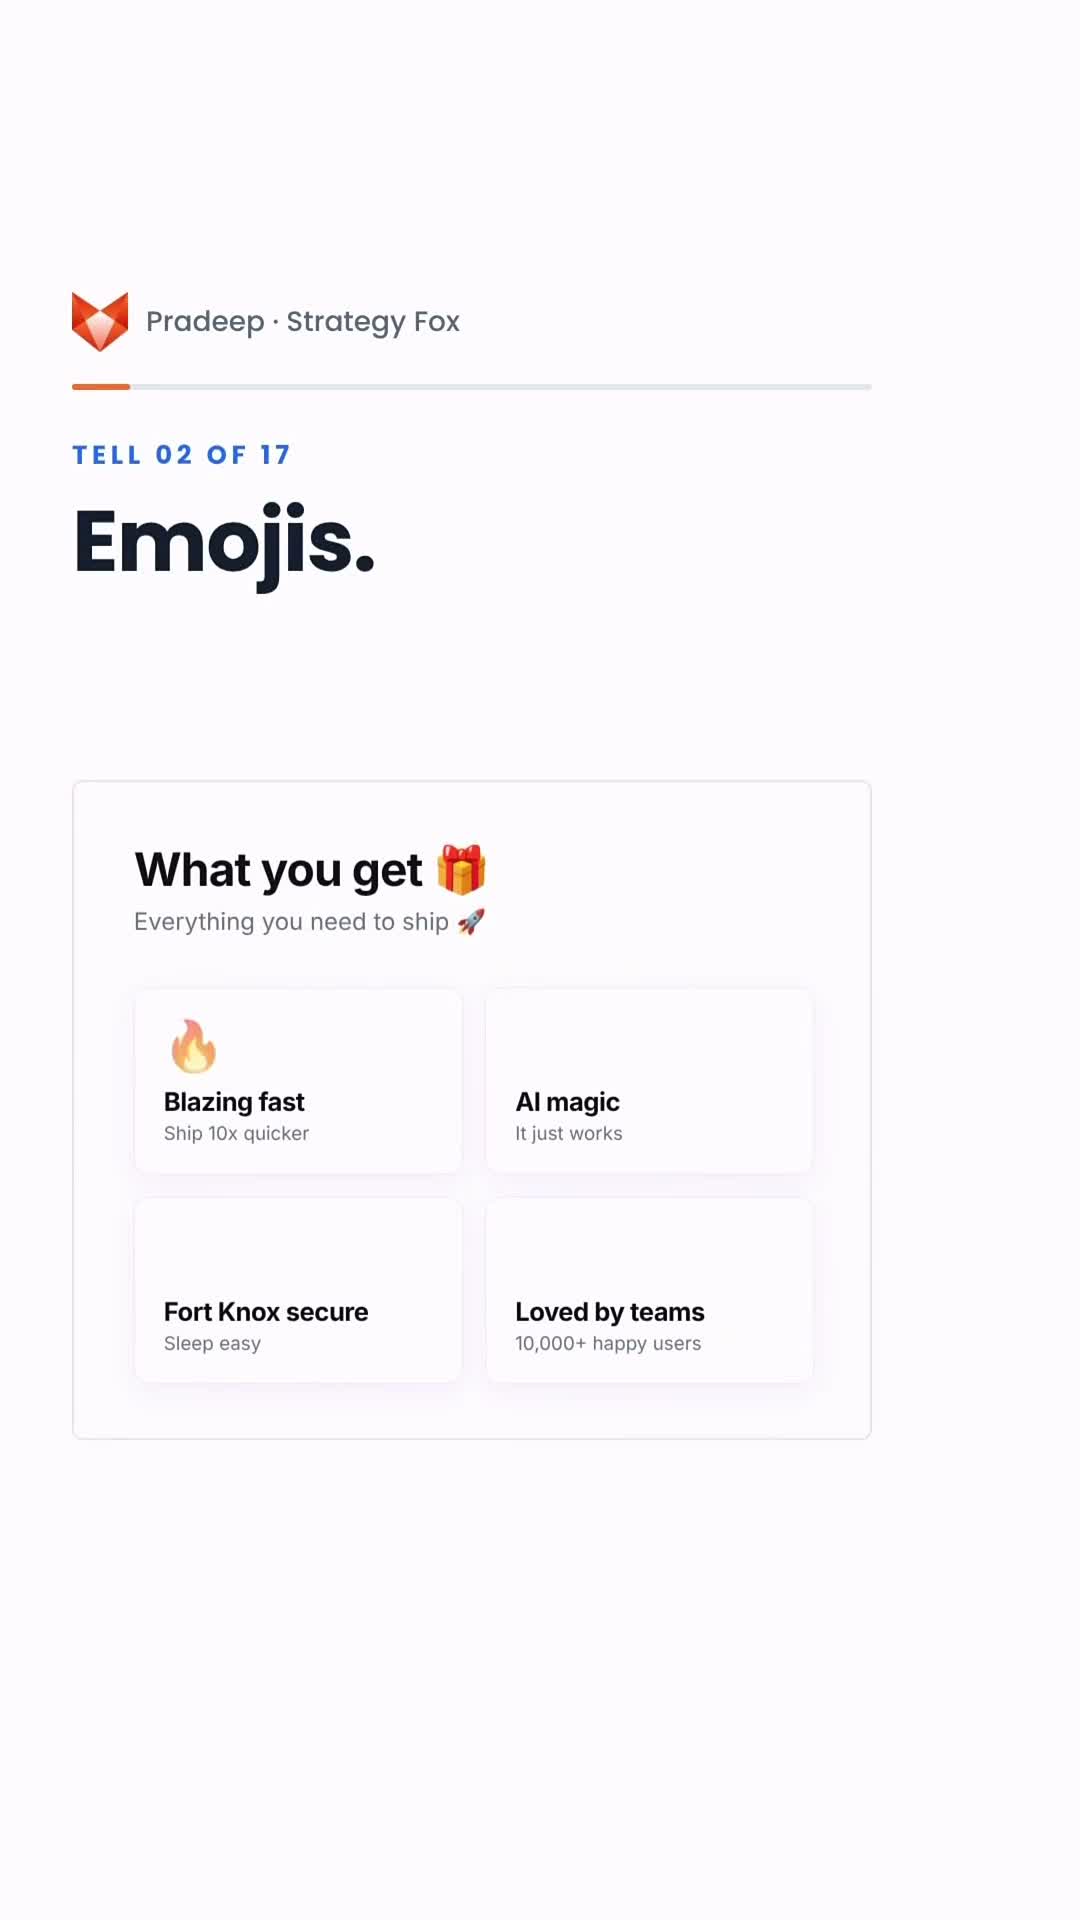 Pradeep · Strategy Fox
TELL 02 OF 17
Emojis.
What you get 🎁
Everything you need to ship 🚀
🔥
Blazing fast
Ship 10x quicker
AI magic
It just works
Fort Knox secure
Sleep easy
Loved by teams
10,000+ happy users